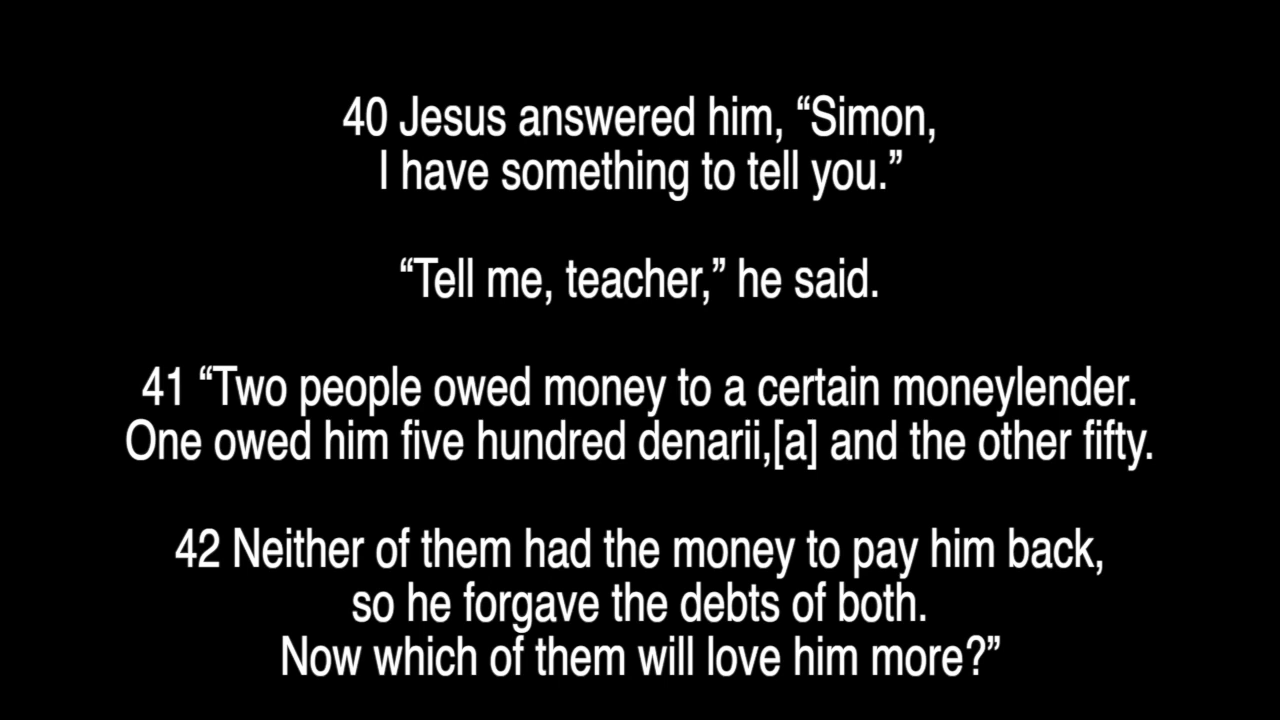 40 Jesus answered him, “Simon,
I have something to tell you.”
“Tell me, teacher,” he said.
41 “Two people owed money to a certain moneylender.
One owed him five hundred denarii,[a] and the other fifty.
42 Neither of them had the money to pay him back,
so he forgave the debts of both.
Now which of them will love him more?”